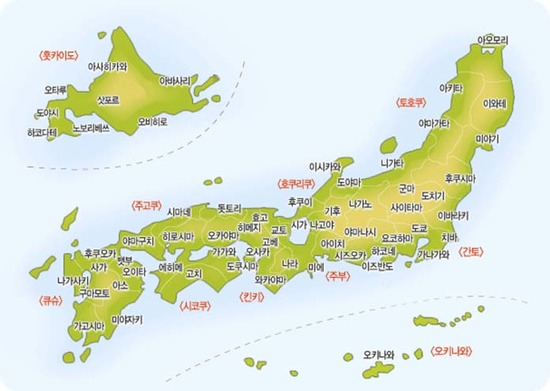 〈홋카이도〉
아사히카와
아바사리
오타루
삿포르
도야시
하코다테
노보리베쓰
오비히로
아오모리
〈토호쿠〉
아키타
이와테
야마가타
미야기
니가타
이시카와
〈호쿠리쿠〉
도야마
후쿠시마
군마
도치기
후쿠이
기후
나가노
사이타마
이바라키
〈주고쿠〉
시마네
돗토리
효고
히메지
교토
시가
나고야
야마나시
도쿄
치바
야마구치
히로시마
오카야마
고베
아이치
요코하마
〈간토〉
후쿠오카
뱃부
가가와
오사카
시즈오카
하코네
가나가와
사가
오이타
에히메
고치
도쿠시마
나라
미에
이즈반도
나가사키
아소
와카야마
〈주부〉
구마모토
〈큐슈〉
〈시코쿠〉
〈킨키〉
가고시마
미야자키
오키나와
〈오키나와〉